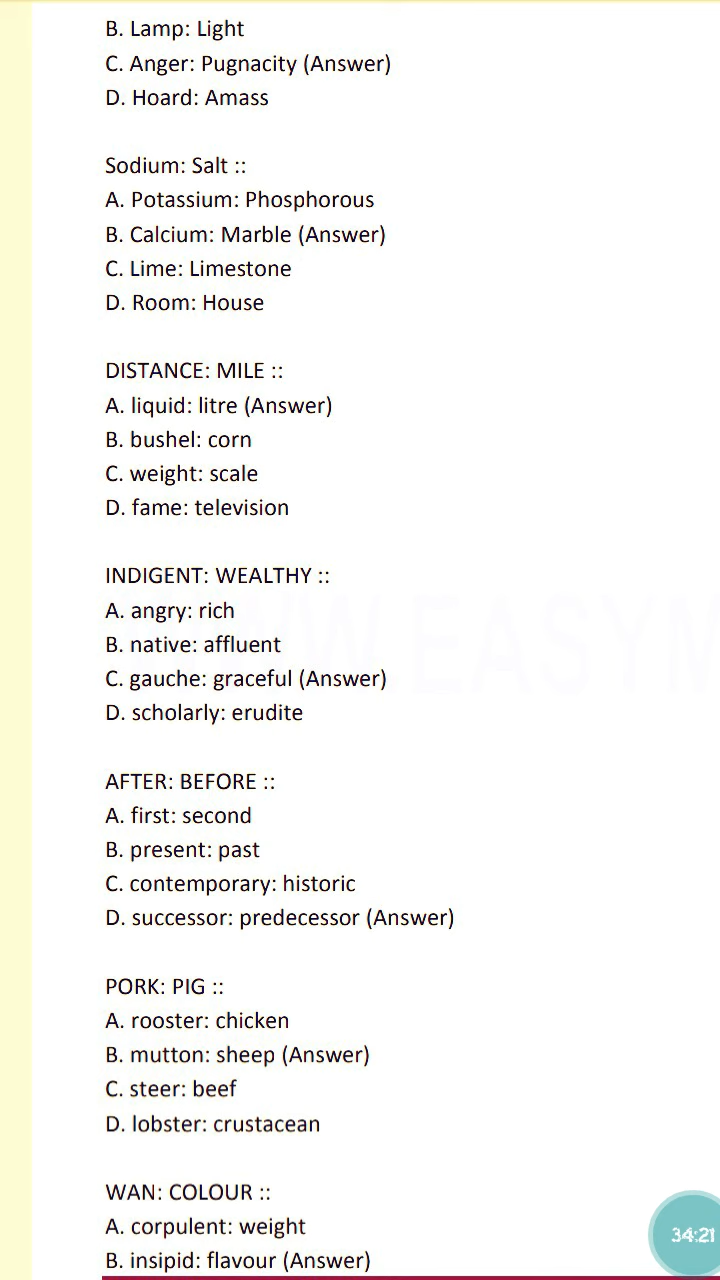 B. Lamp: Light
C. Anger: Pugnacity (Answer)
D. Hoard: Amass
Sodium: Salt ::
A. Potassium: Phosphorous
B. Calcium: Marble (Answer)
C. Lime: Limestone
D. Room: House
DISTANCE: MILE ::
A. liquid: litre (Answer)
B. bushel: corn
C. weight: scale
D. fame: television
INDIGENT: WEALTHY ::
A. angry: rich
B. native: affluent
C. gauche: graceful (Answer)
D. scholarly: erudite
AFTER: BEFORE ::
A. first: second
B. present: past
C. contemporary: historic
D. successor: predecessor (Answer)
PORK: PIG ::
A. rooster: chicken
B. mutton: sheep (Answer)
C. steer: beef
D. lobster: crustacean
WAN: COLOUR ::
A. corpulent: weight
B. insipid: flavour (Answer)
34:21